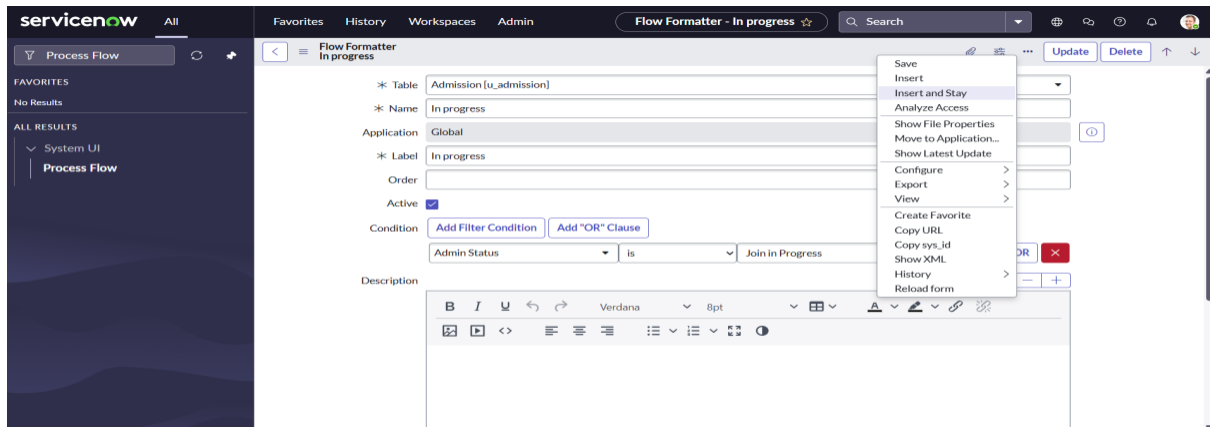 servicenow All Favorites History Workspaces Admin Flow Formatter - In progress Search
Process Flow
FAVORITES
No Results
ALL RESULTS
System UI
Process Flow
Flow Formatter
In progress
Update Delete
Table Admission [u_admission]
Name In progress
Application Global
Label In progress
Order
Active
Condition Add Filter Condition Add "OR" Clause
Admin Status is Join in Progress OR
Description
B I U Verdana 8pt A
Save
Insert
Insert and Stay
Analyze Access
Show File Properties
Move to Application...
Show Latest Update
Configure
Export
View
Create Favorite
Copy URL
Copy sys_id
Show XML
History
Reload form